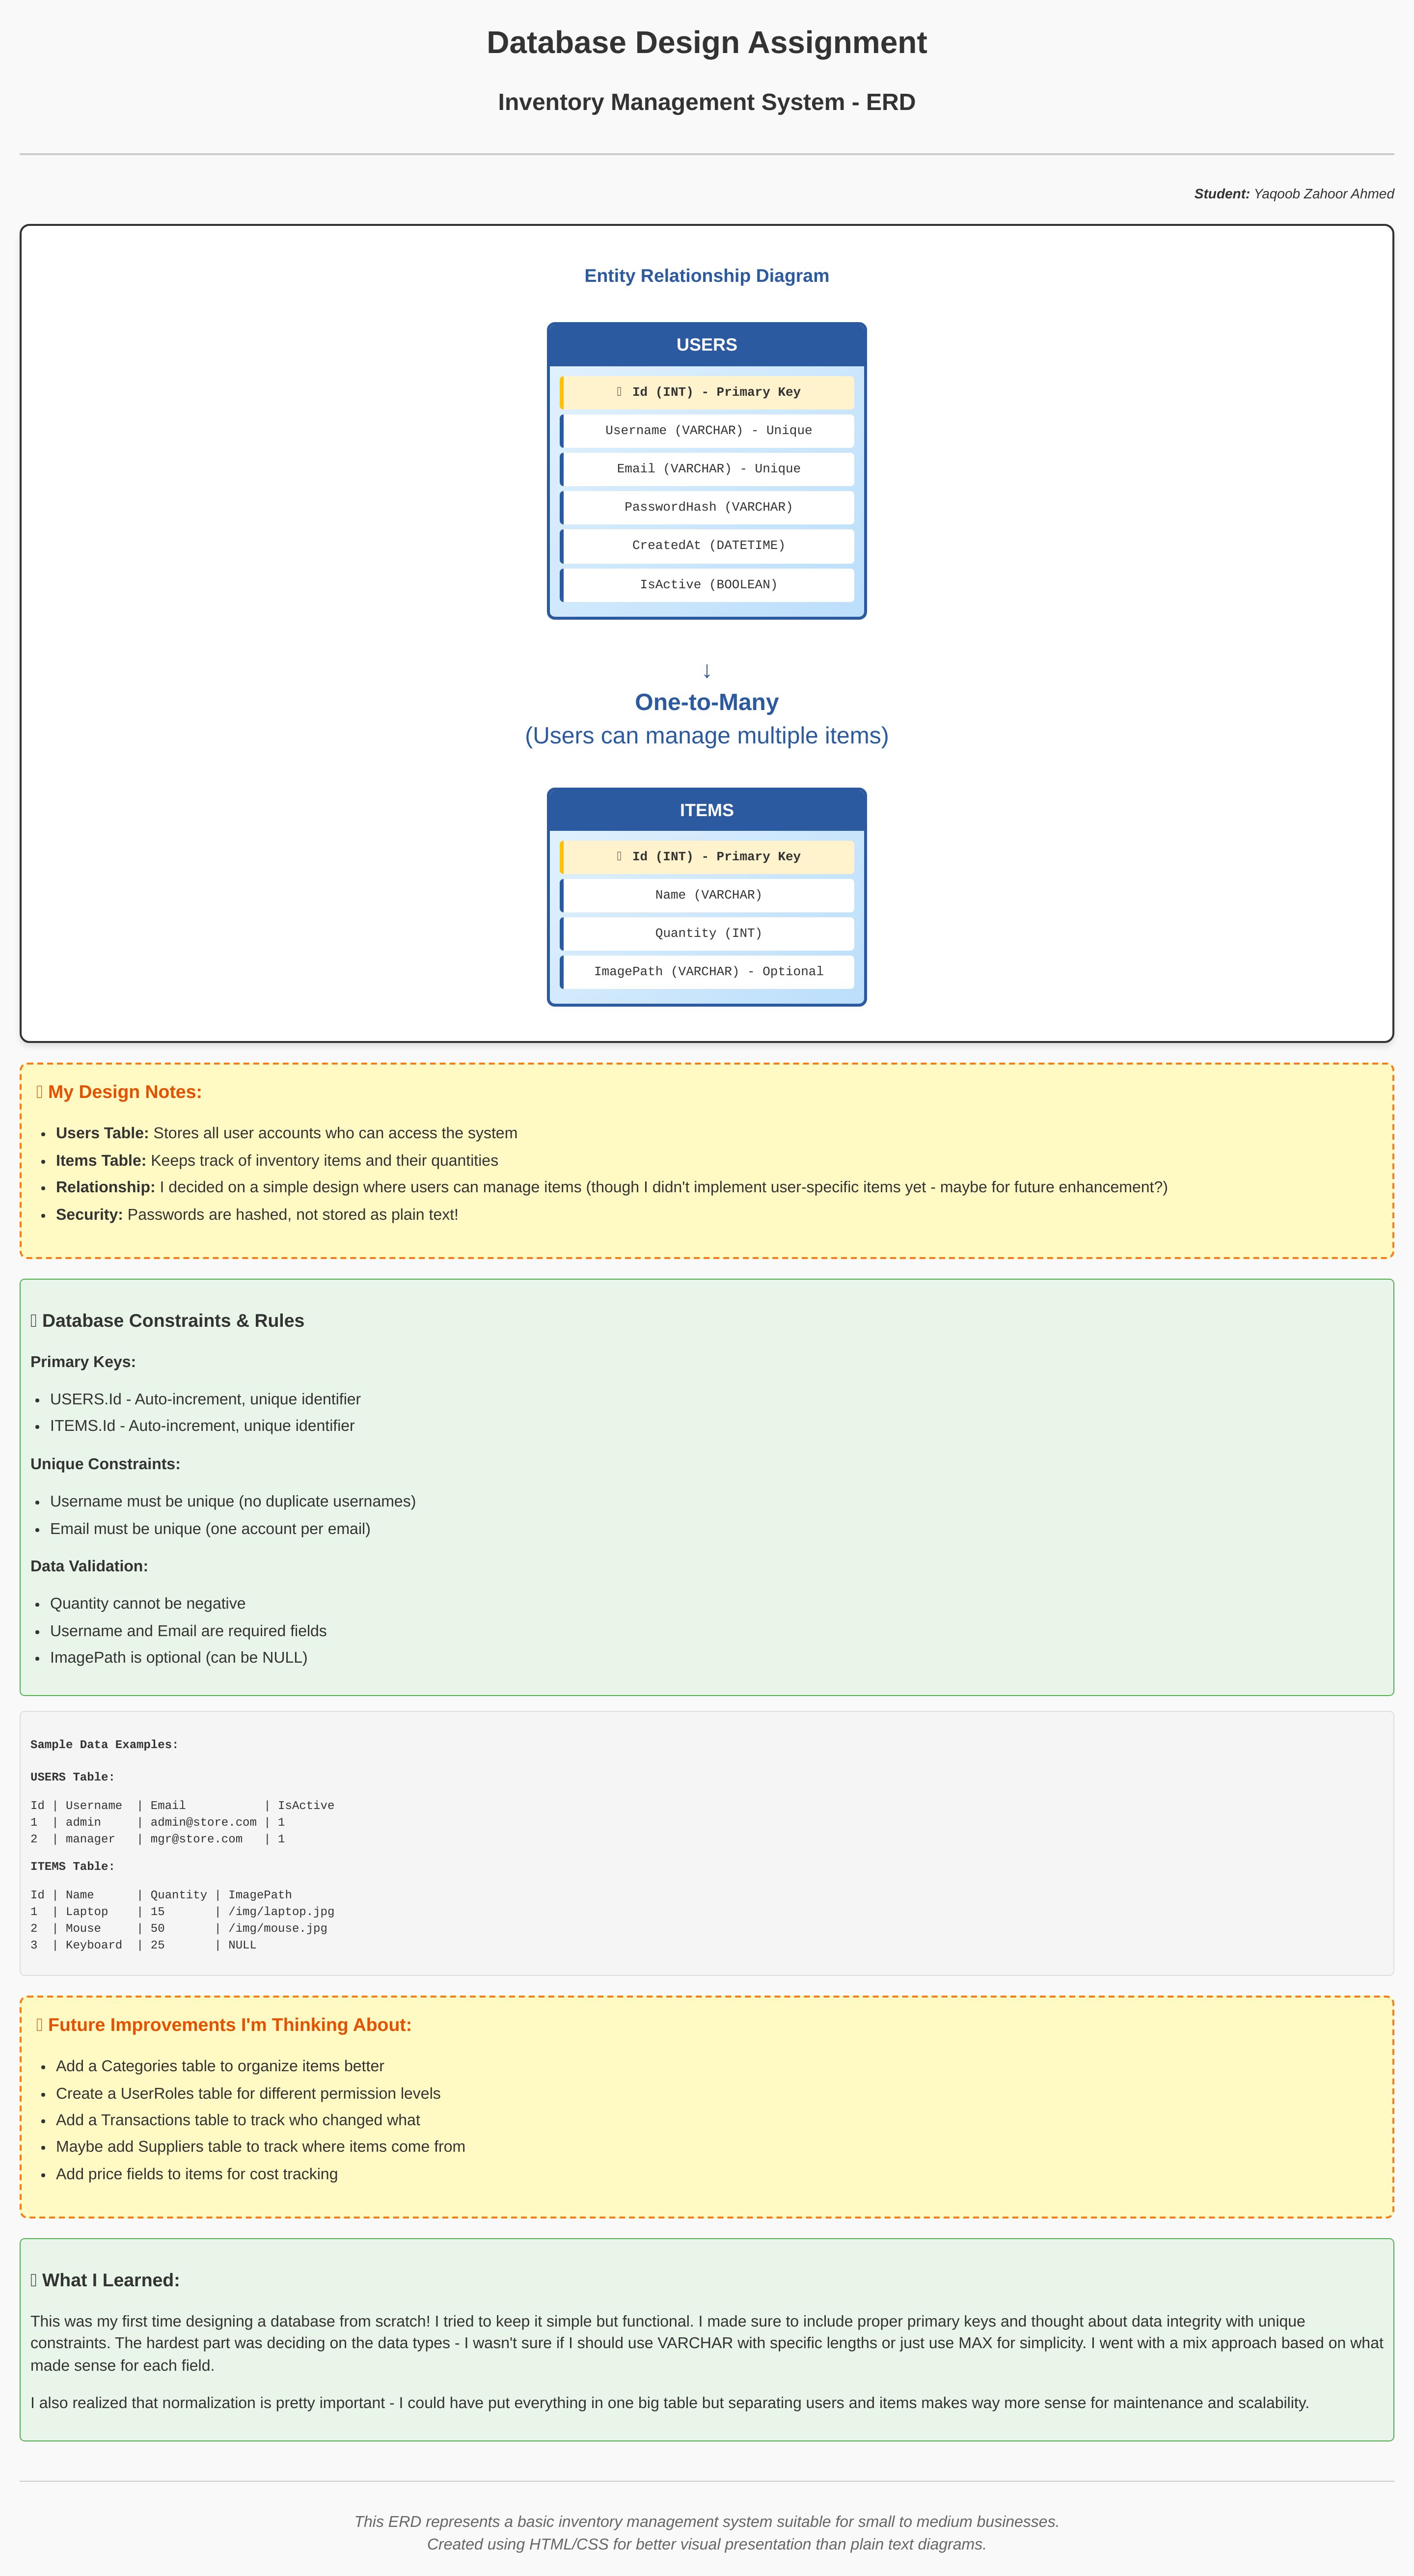 Database Design Assignment
Inventory Management System - ERD
Student: Yaqoob Zahoor Ahmed
Entity Relationship Diagram
USERS
Id (INT) - Primary Key
Username (VARCHAR) - Unique
Email (VARCHAR) - Unique
PasswordHash (VARCHAR)
CreatedAt (DATETIME)
IsActive (BOOLEAN)
↓
One-to-Many
(Users can manage multiple items)
ITEMS
Id (INT) - Primary Key
Name (VARCHAR)
Quantity (INT)
ImagePath (VARCHAR) - Optional
My Design Notes:
• Users Table: Stores all user accounts who can access the system
• Items Table: Keeps track of inventory items and their quantities
• Relationship: I decided on a simple design where users can manage items (though I didn't implement user-specific items yet - maybe for future enhancement?)
• Security: Passwords are hashed, not stored as plain text!
Database Constraints & Rules
Primary Keys:
• USERS.Id - Auto-increment, unique identifier
• ITEMS.Id - Auto-increment, unique identifier
Unique Constraints:
• Username must be unique (no duplicate usernames)
• Email must be unique (one account per email)
Data Validation:
• Quantity cannot be negative
• Username and Email are required fields
• ImagePath is optional (can be NULL)
Sample Data Examples:
USERS Table:
Id | Username  | Email           | IsActive
1  | admin     | admin@store.com | 1
2  | manager   | mgr@store.com   | 1
ITEMS Table:
Id | Name      | Quantity | ImagePath
1  | Laptop    | 15       | /img/laptop.jpg
2  | Mouse     | 50       | /img/mouse.jpg
3  | Keyboard  | 25       | NULL
Future Improvements I'm Thinking About:
• Add a Categories table to organize items better
• Create a UserRoles table for different permission levels
• Add a Transactions table to track who changed what
• Maybe add Suppliers table to track where items come from
• Add price fields to items for cost tracking
What I Learned:
This was my first time designing a database from scratch! I tried to keep it simple but functional. I made sure to include proper primary keys and thought about data integrity with unique
constraints. The hardest part was deciding on the data types - I wasn't sure if I should use VARCHAR with specific lengths or just use MAX for simplicity. I went with a mix approach based on what
made sense for each field.
I also realized that normalization is pretty important - I could have put everything in one big table but separating users and items makes way more sense for maintenance and scalability.
This ERD represents a basic inventory management system suitable for small to medium businesses.
Created using HTML/CSS for better visual presentation than plain text diagrams.